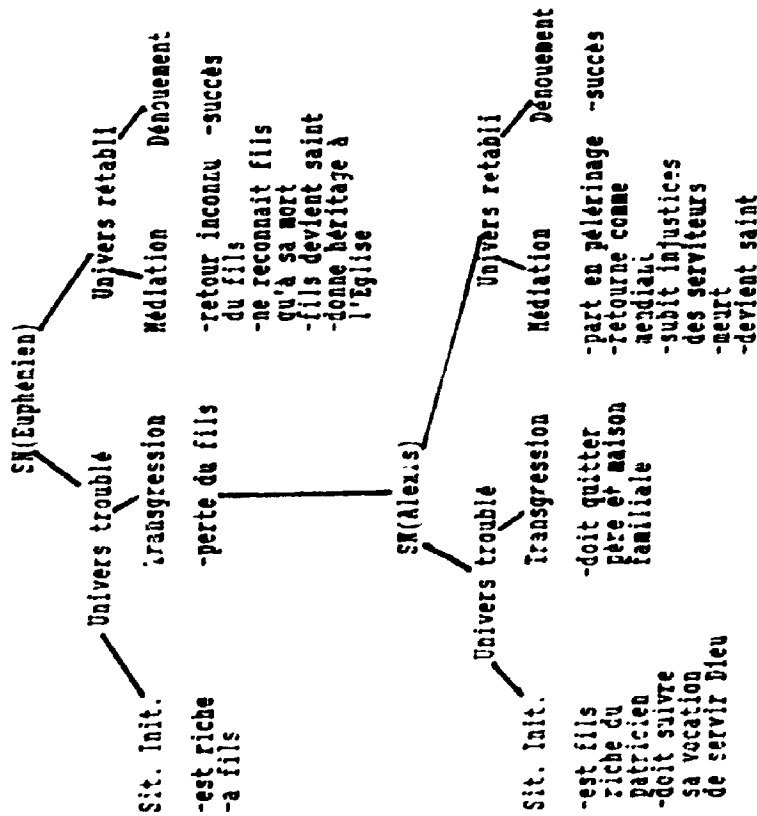 SN(Euphémien)
Univers troublé
Univers rétabli
Sit. Init.
Transgression
Médiation
Dénouement
-est riche
-a fils
-perte du fils
-retour inconnu
du fils
-ne reconnait fils
qu'à sa mort
-fils devient saint
-donne héritage à
l'Eglise
-succès
SN(Alexis)
Univers troublé
Univers retabli
Sit. Init.
Transgression
Médiation
Dénouement
-est fils
riche du
patricien
-doit suivre
sa vocation
de servir Dieu
-doit quitter
père et maison
familiale
-part en pélerinage
-retourne comme
mendiant
-subit injustices
des serviteurs
-meurt
-devient saint
-succès